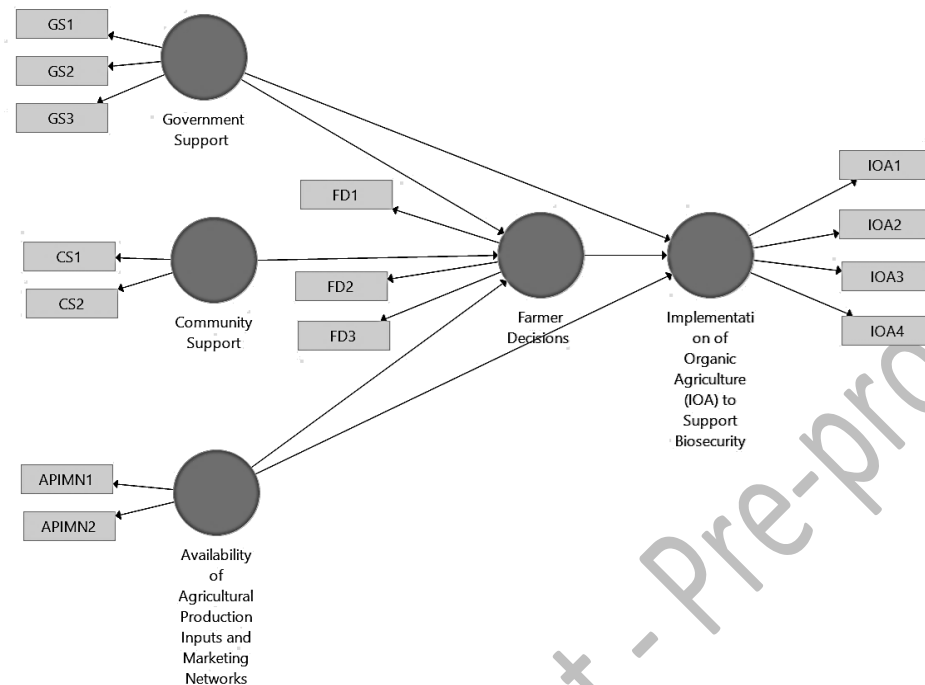 GS1
GS2
GS3
Government
Support
FD1
IOA1
IOA2
IOA3
IOA4
CS1
CS2
Community
Support
FD2
FD3
Farmer
Decisions
Implementati
on of
Organic
Agriculture
(IOA) to
Support
Biosecurity
APIMN1
APIMN2
Availability
of
Agricultural
Production
Inputs and
Marketing
Networks
t - Pre-pro